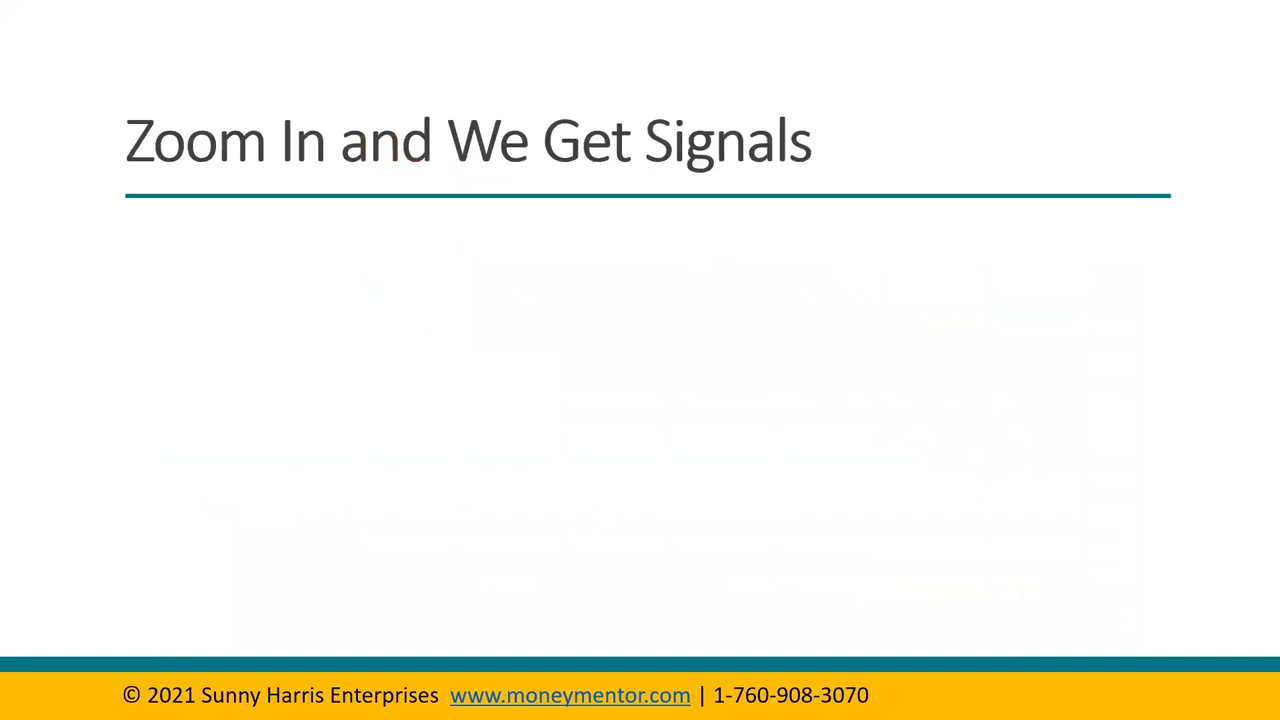 Zoom In and We Get Signals
© 2021 Sunny Harris Enterprises www.moneymentor.com | 1-760-908-3070